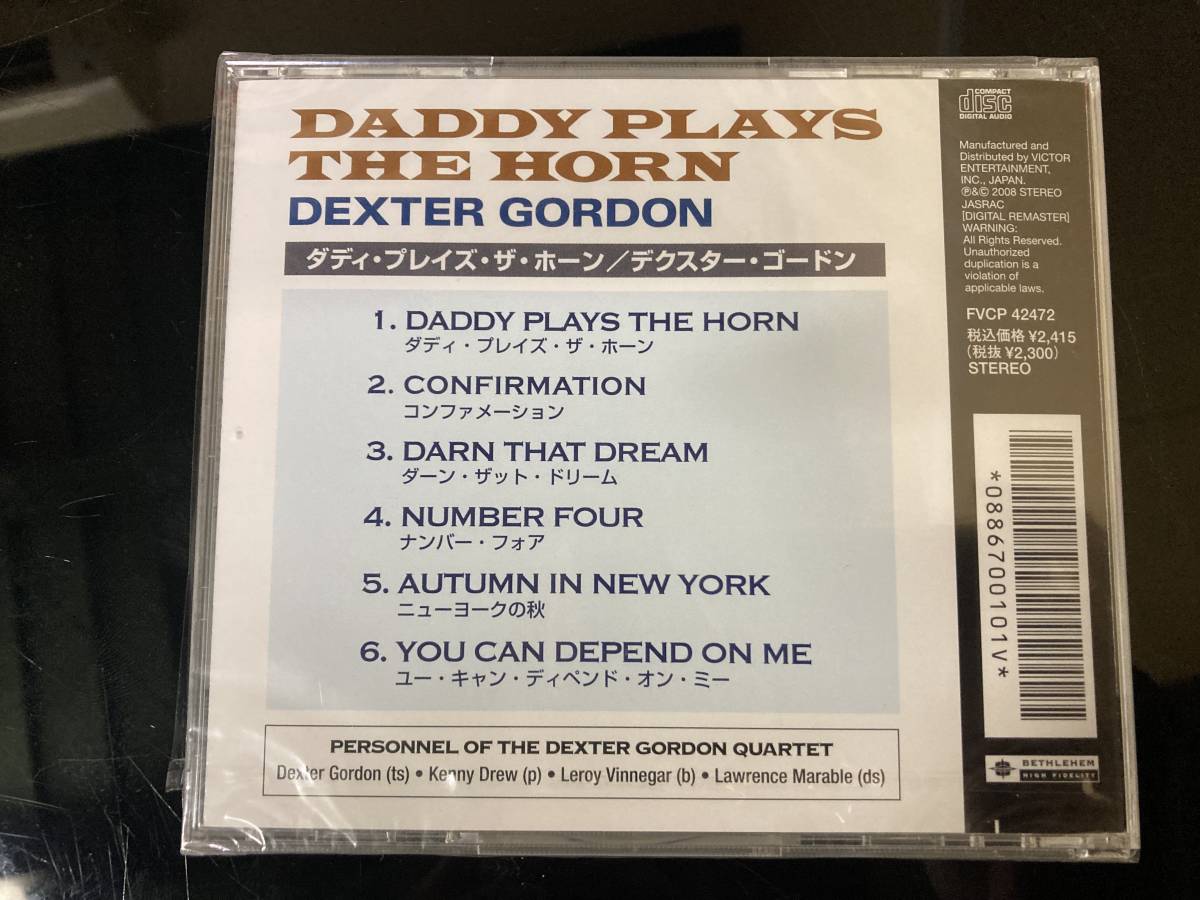 DADDY PLAYS
THE HORN
DEXTER GORDON
ダディ・プレイズ・ザ・ホーン／デクスター・ゴードン
1. DADDY PLAYS THE HORN
ダディ・プレイズ・ザ・ホーン
2. CONFIRMATION
コンファメーション
3. DARN THAT DREAM
ダーン・ザット・ドリーム
4. NUMBER FOUR
ナンバー・フォア
5. AUTUMN IN NEW YORK
ニューヨークの秋
6. YOU CAN DEPEND ON ME
ユー・キャン・ディペンド・オン・ミー
PERSONNEL OF THE DEXTER GORDON QUARTET
Dexter Gordon (ts) • Kenny Drew (p) • Leroy Vinnegar (b) • Lawrence Marable (ds)
COMPACT
disc
DIGITAL AUDIO
Manufactured and
Distributed by VICTOR
ENTERTAINMENT,
INC., JAPAN.
℗&© 2008 STEREO
JASRAC
[DIGITAL REMASTER]
WARNING:
All Rights Reserved.
Unauthorized
duplication is a
violation of
applicable laws.
FVCP 42472
税込価格 ¥2,415
(税抜 ¥2,300)
STEREO
*0886700101V*
BETHLEHEM
HIGH FIDELITY